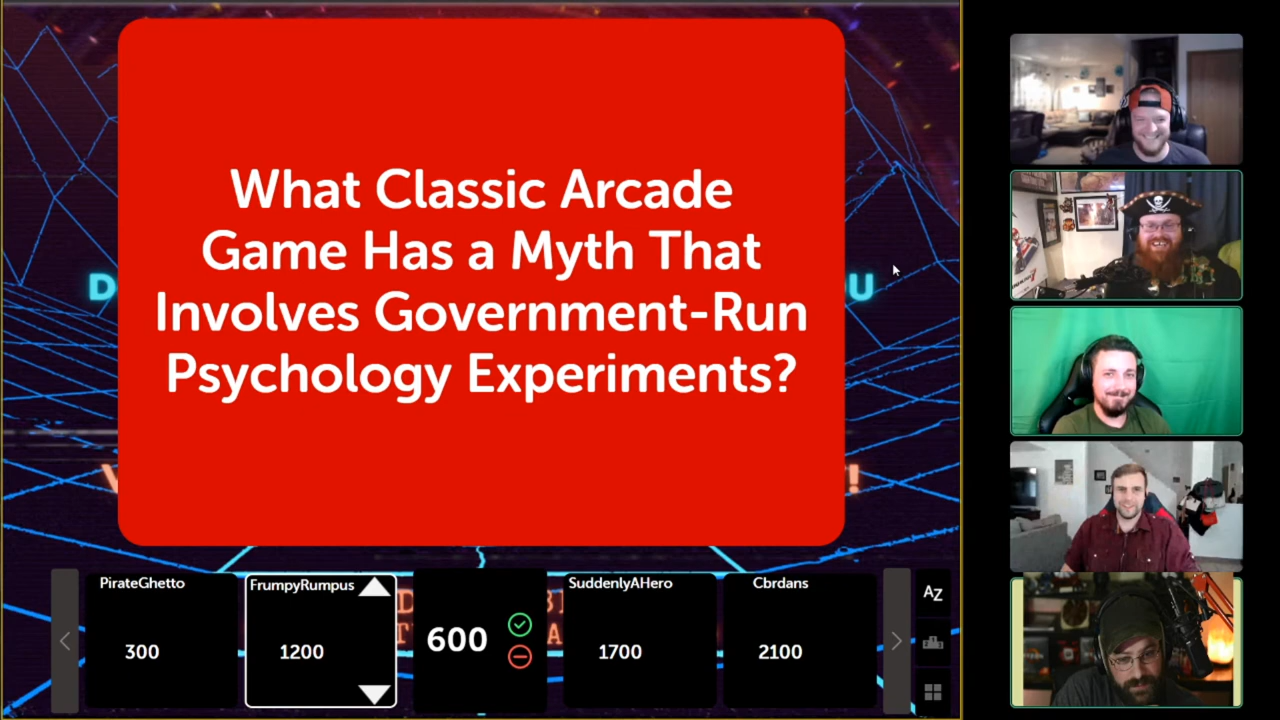 What Classic Arcade
Game Has a Myth That
Involves Government-Run
Psychology Experiments?
PirateGhetto
300
FrumpyRumpus
1200
600
SuddenlyAHero
1700
Cbrdans
2100
AZ